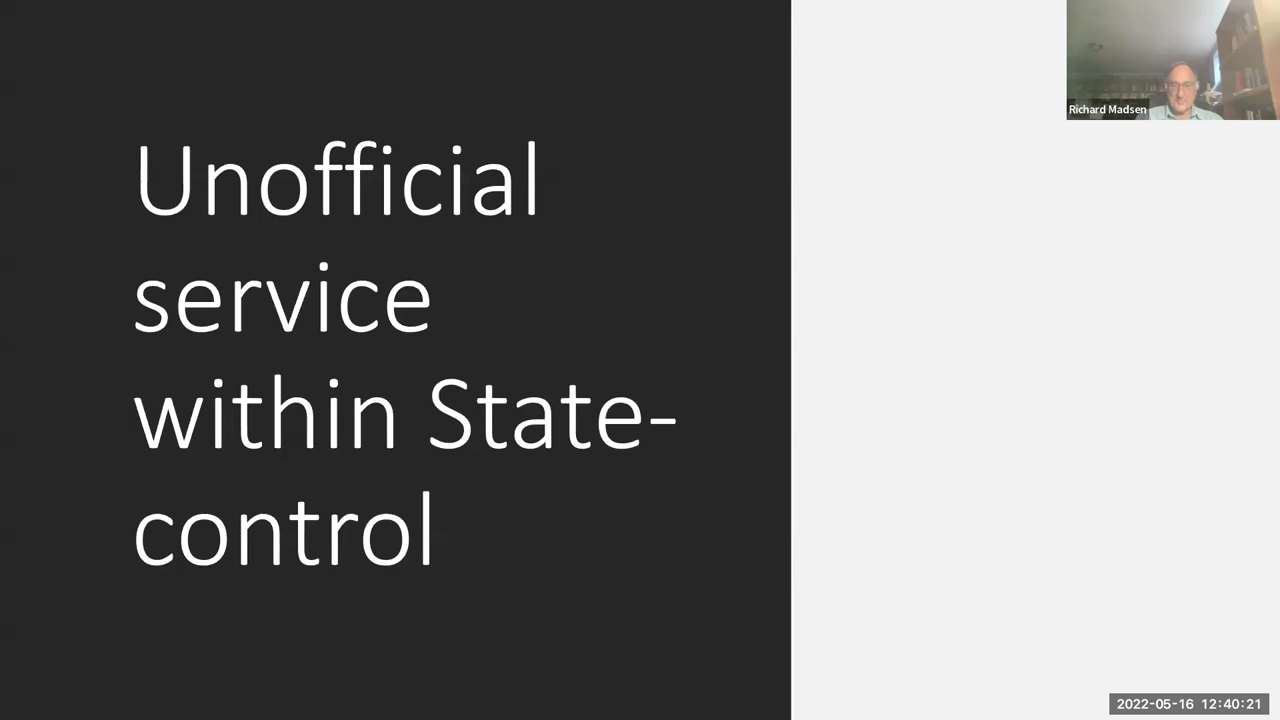 Unofficial
service
within State-
control
Richard Madsen
2022-05-16 12:40:21